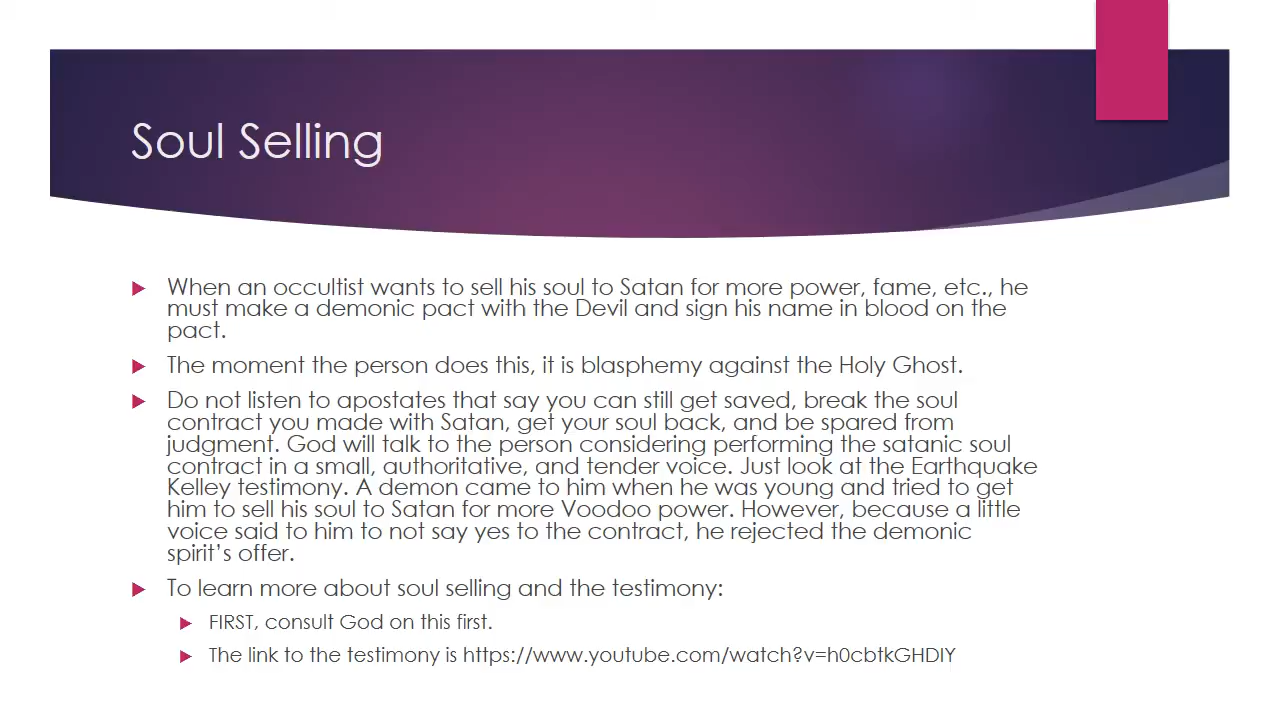 Soul Selling
When an occultist wants to sell his soul to Satan for more power, fame, etc., he
must make a demonic pact with the Devil and sign his name in blood on the
pact.
The moment the person does this, it is blasphemy against the Holy Ghost.
Do not listen to apostates that say you can still get saved, break the soul
contract you made with Satan, get your soul back, and be spared from
judgment. God will talk to the person considering performing the satanic soul
contract in a small, authoritative, and tender voice. Just look at the Earthquake
Kelley testimony. A demon came to him when he was young and tried to get
him to sell his soul to Satan for more Voodoo power. However, because a little
voice said to him to not say yes to the contract, he rejected the demonic
spirit's offer.
To learn more about soul selling and the testimony:
FIRST, consult God on this first.
The link to the testimony is https://www.youtube.com/watch?v=h0cbtkGHDIY